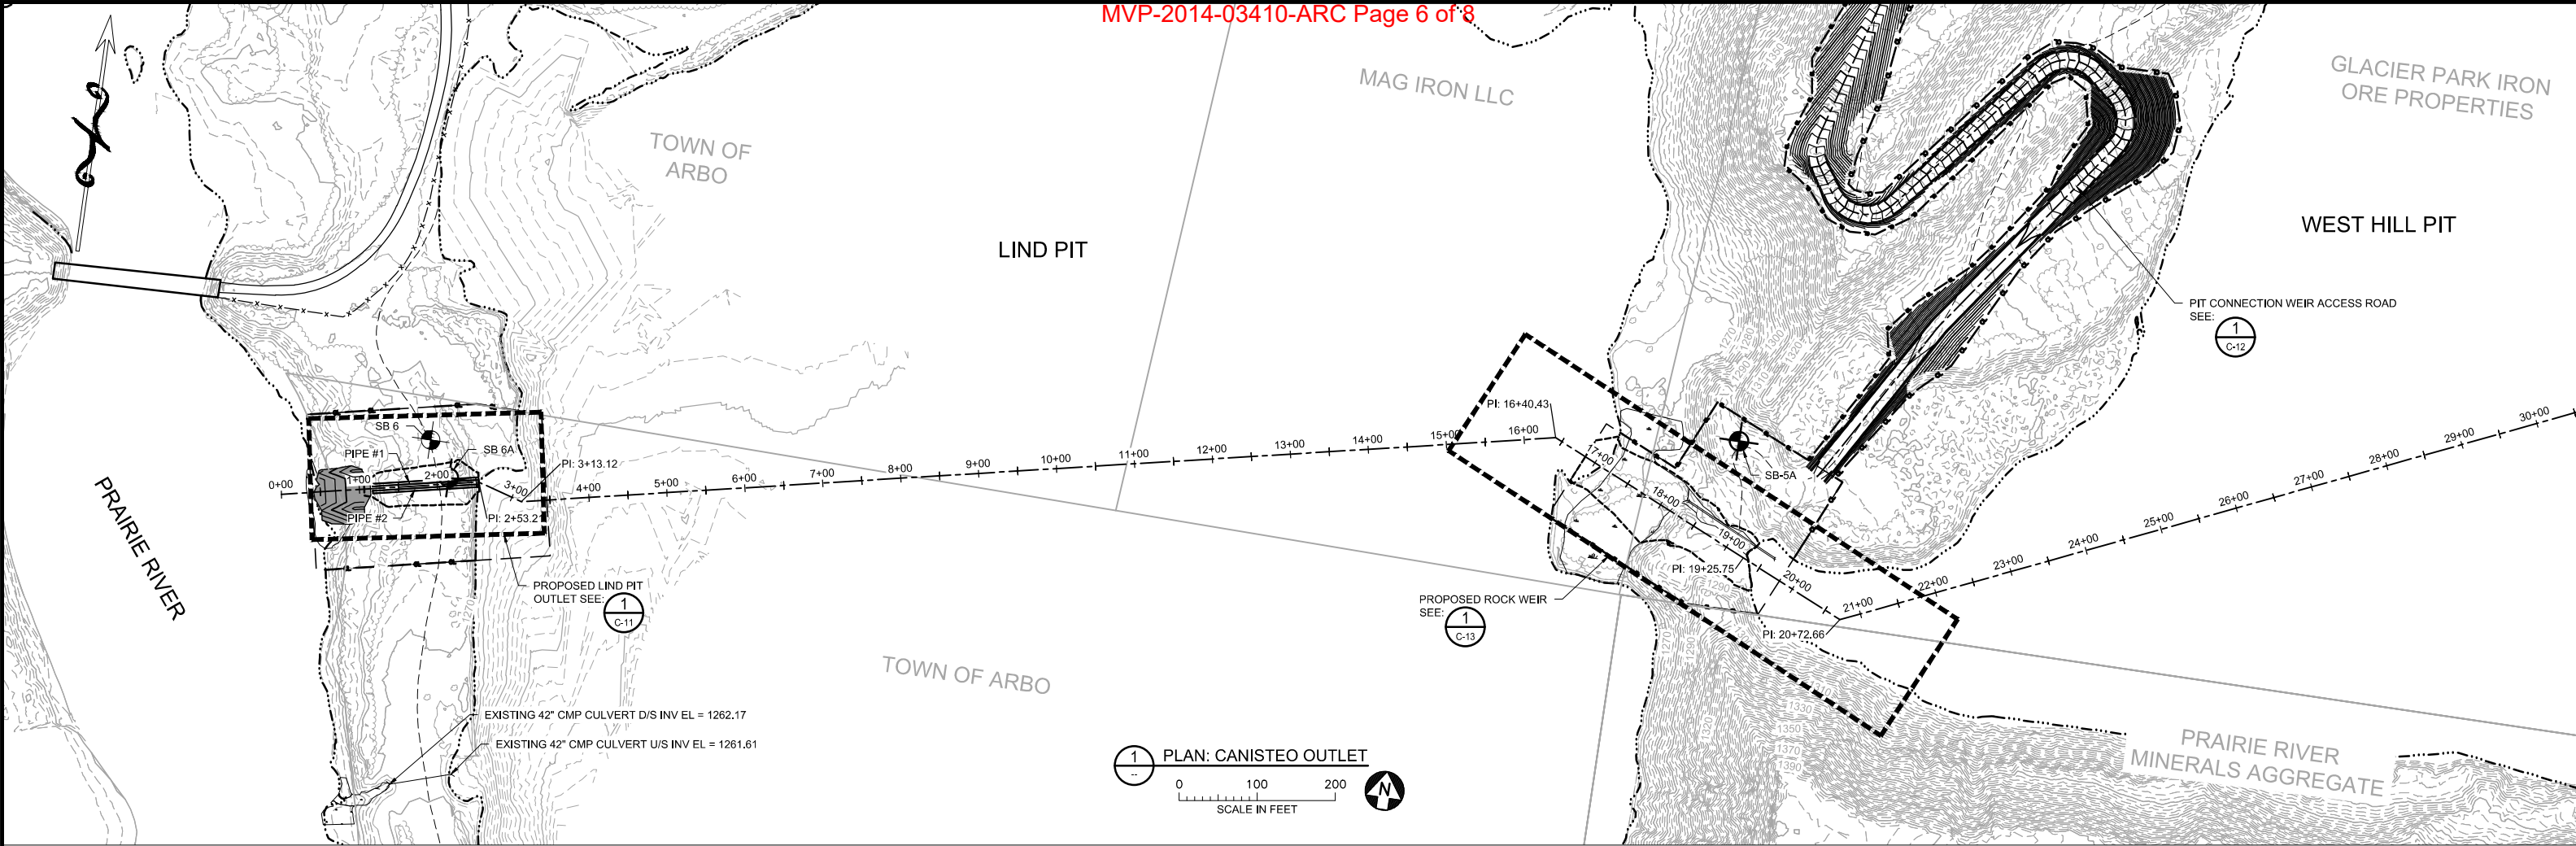 MVP-2014-03410-ARC Page 6 of 8
MAG IRON LLC
GLACIER PARK IRON
ORE PROPERTIES
TOWN OF
ARBO
LIND PIT
WEST HILL PIT
PIT CONNECTION WEIR ACCESS ROAD
SEE:
1
C-12
PRAIRIE RIVER
SB 6
SB 6A
PIPE #1
PIPE #2
0+00
1+00
2+00
3+00
PI: 3+13.12
PI: 2+53.2
4+00
5+00
6+00
7+00
8+00
9+00
10+00
11+00
12+00
13+00
14+00
15+00
16+00
PI: 16+40.43
17+00
18+00
19+00
PI: 19+25.75
20+00
PI: 20+72.66
21+00
22+00
23+00
24+00
25+00
26+00
27+00
28+00
29+00
30+00
SB-5A
PROPOSED LIND PIT
OUTLET SEE:
1
C-11
PROPOSED ROCK WEIR
SEE:
1
C-13
TOWN OF ARBO
EXISTING 42" CMP CULVERT D/S INV EL = 1262.17
EXISTING 42" CMP CULVERT U/S INV EL = 1261.61
1
--
PLAN: CANISTEO OUTLET
0 100 200
SCALE IN FEET
N
PRAIRIE RIVER
MINERALS AGGREGATE
1270
1290
1320
1330
1350
1370
1390